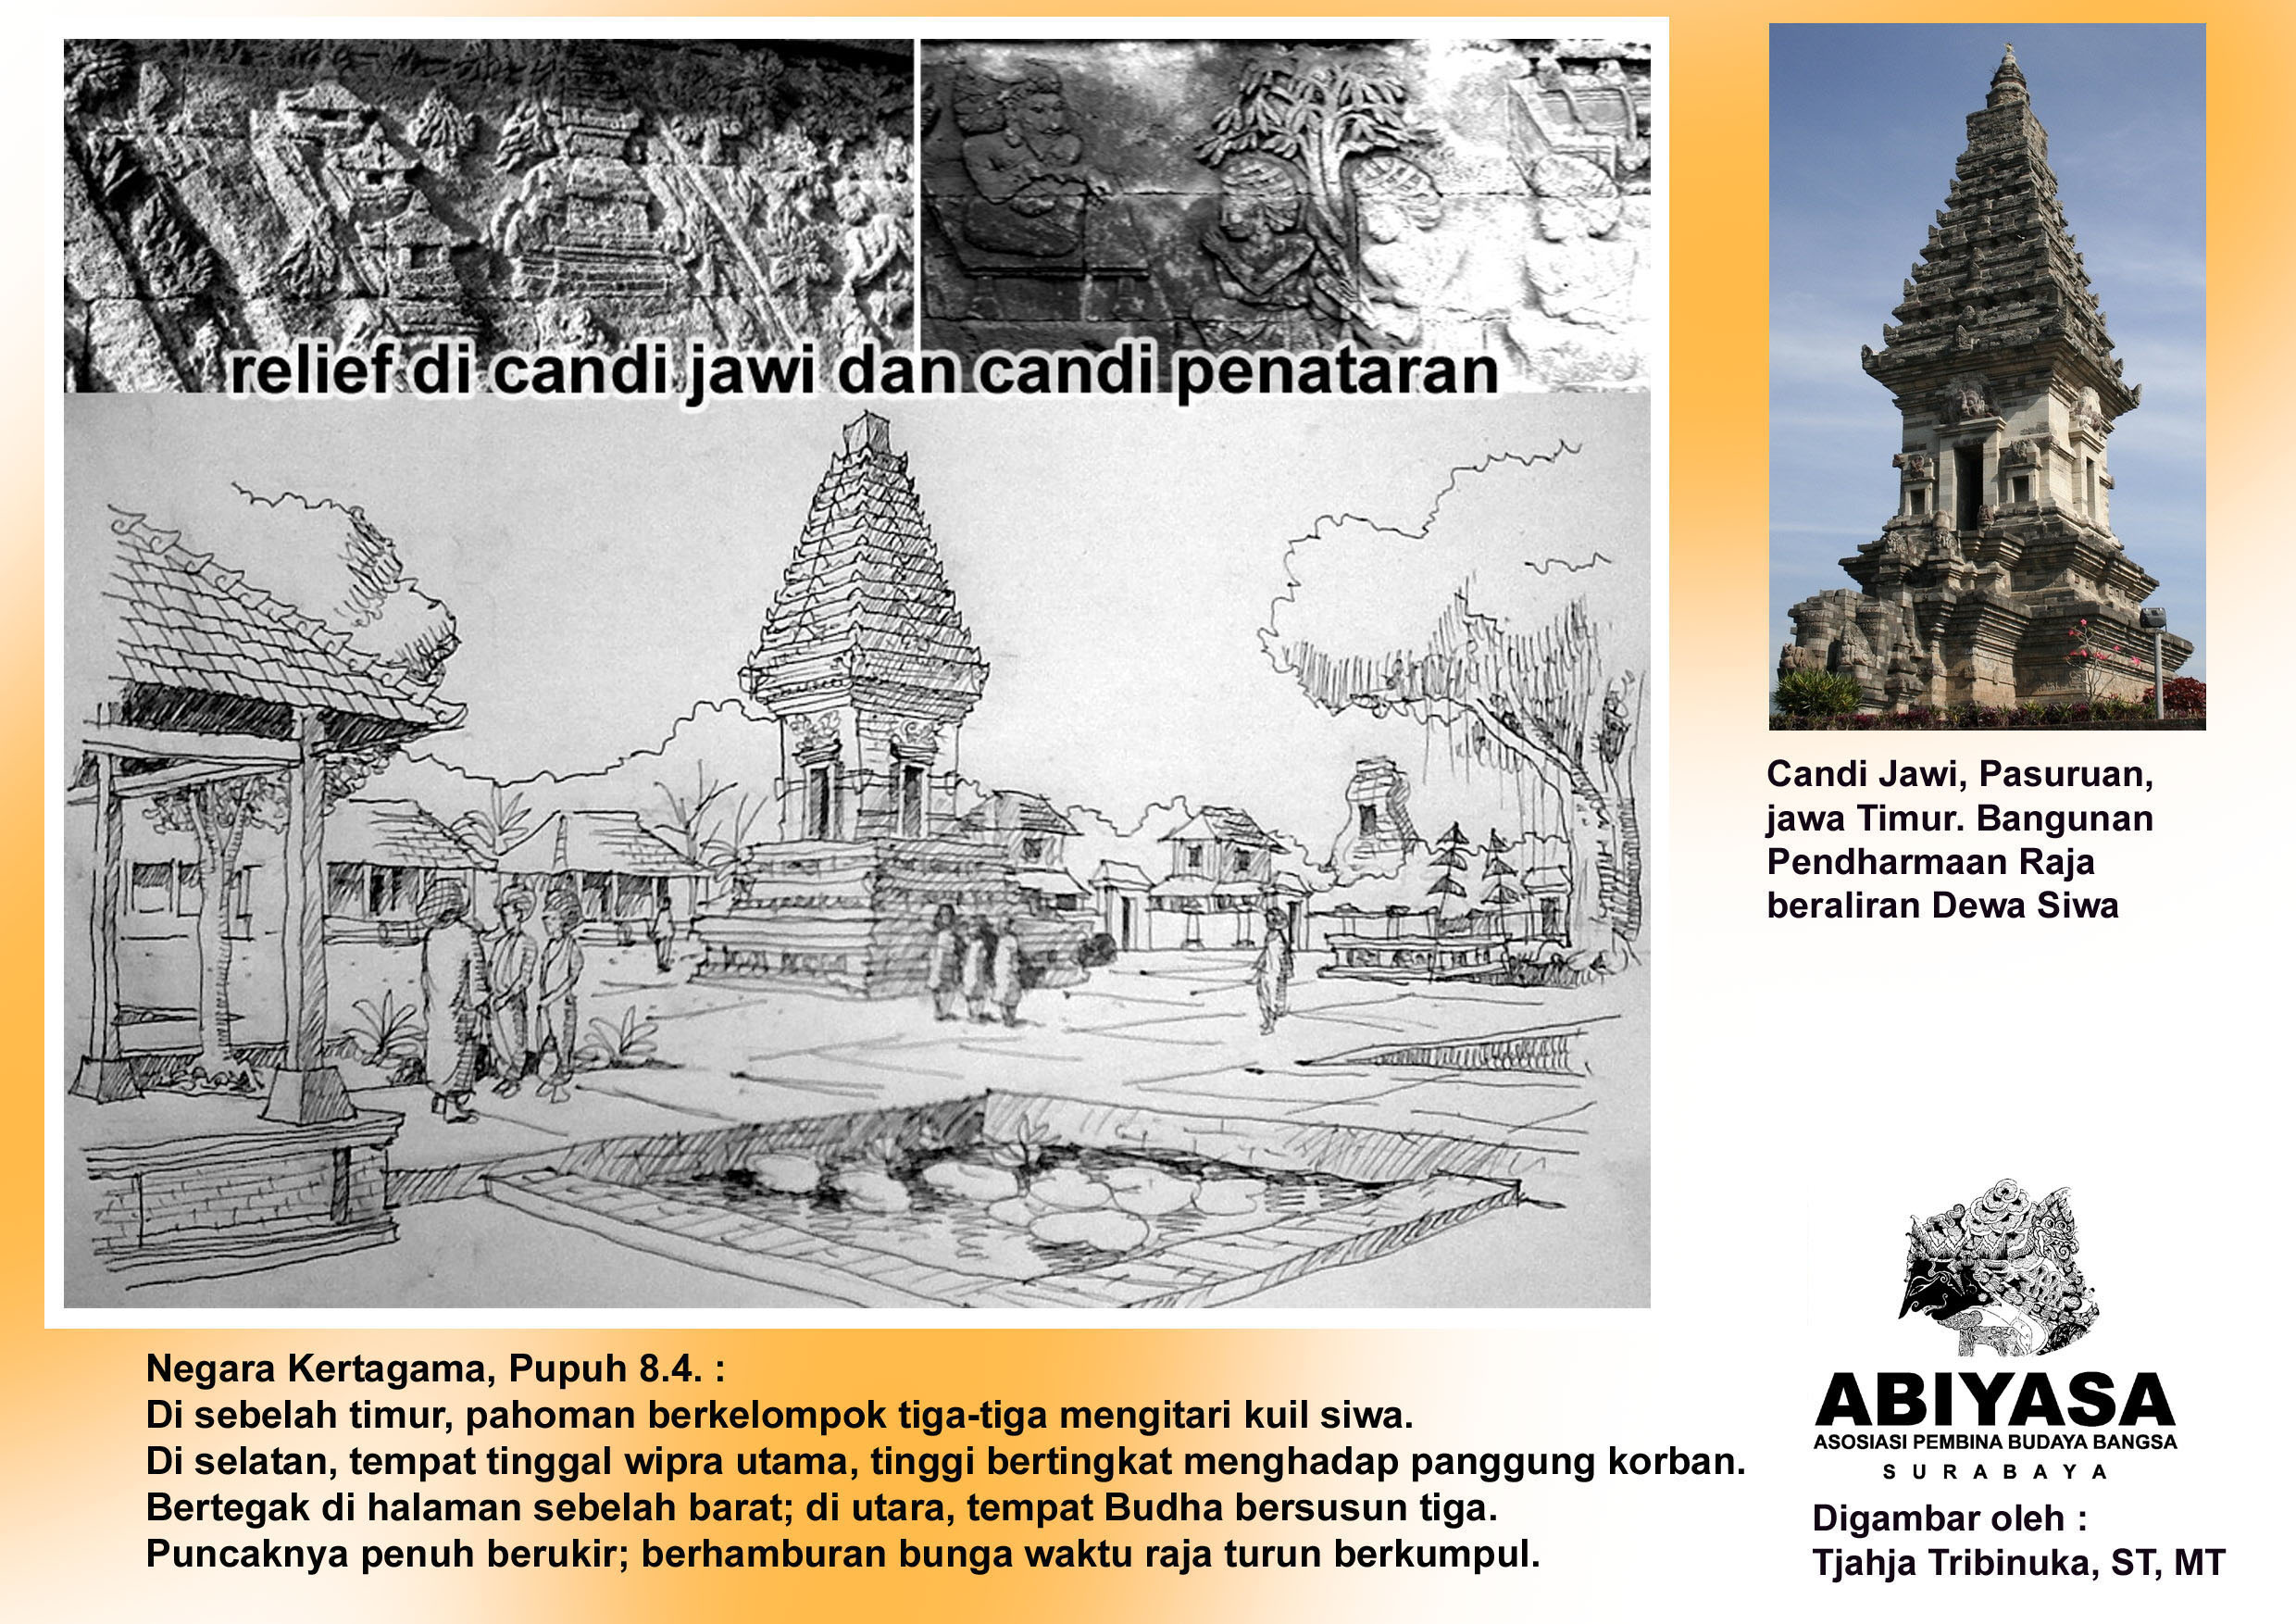 relief di candi jawi dan candi penataran
Candi Jawi, Pasuruan,
jawa Timur. Bangunan
Pendharmaan Raja
beraliran Dewa Siwa
Negara Kertagama, Pupuh 8.4. :
Di sebelah timur, pahoman berkelompok tiga-tiga mengitari kuil siwa.
Di selatan, tempat tinggal wipra utama, tinggi bertingkat menghadap panggung korban.
Bertegak di halaman sebelah barat; di utara, tempat Budha bersusun tiga.
Puncaknya penuh berukir; berhamburan bunga waktu raja turun berkumpul.
ABIYASA
ASOSIASI PEMBINA BUDAYA BANGSA
SURABAYA
Digambar oleh :
Tjahja Tribinuka, ST, MT